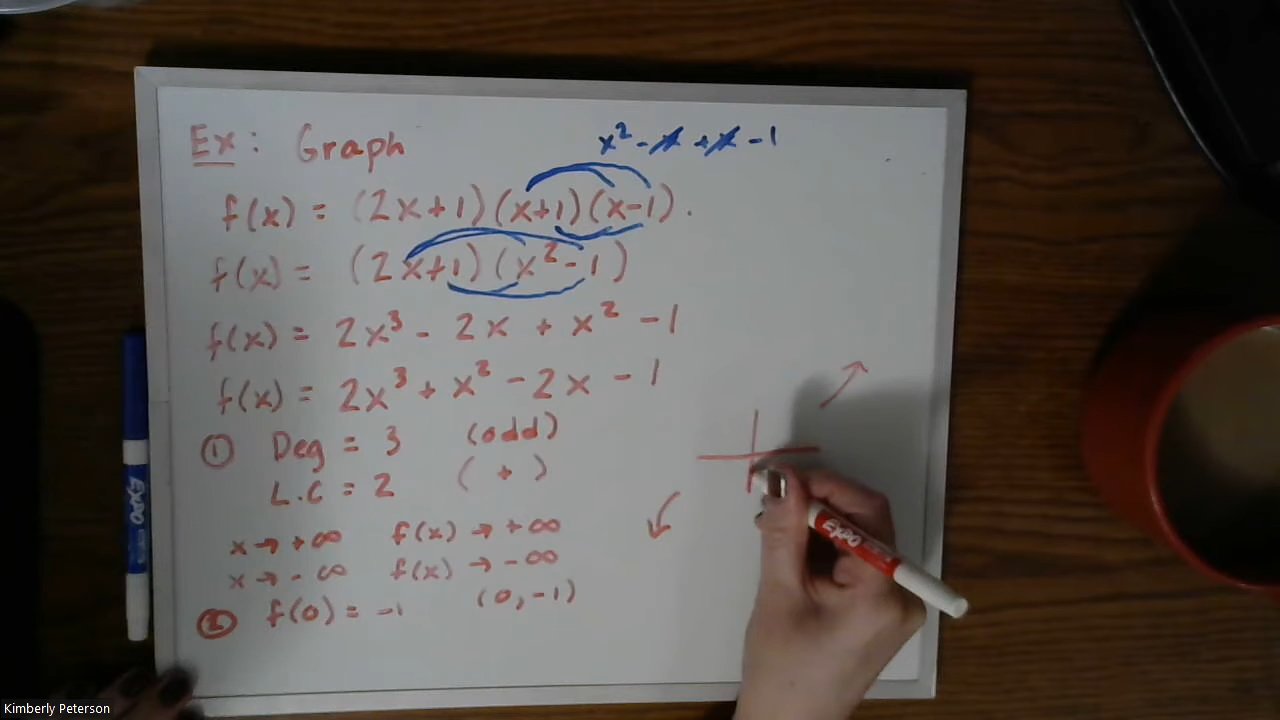 Ex: Graph
x² - x + x - 1
f(x) = (2x+1)(x+1)(x-1).
f(x) = (2x+1)(x²-1)
f(x) = 2x³ - 2x + x² - 1
f(x) = 2x³ + x² - 2x - 1
① Deg = 3 (odd)
L.C = 2 ( + )
x → +∞ f(x) → +∞
x → -∞ f(x) → -∞
② f(0) = -1 (0, -1)
EXPO
EXPO
Kimberly Peterson